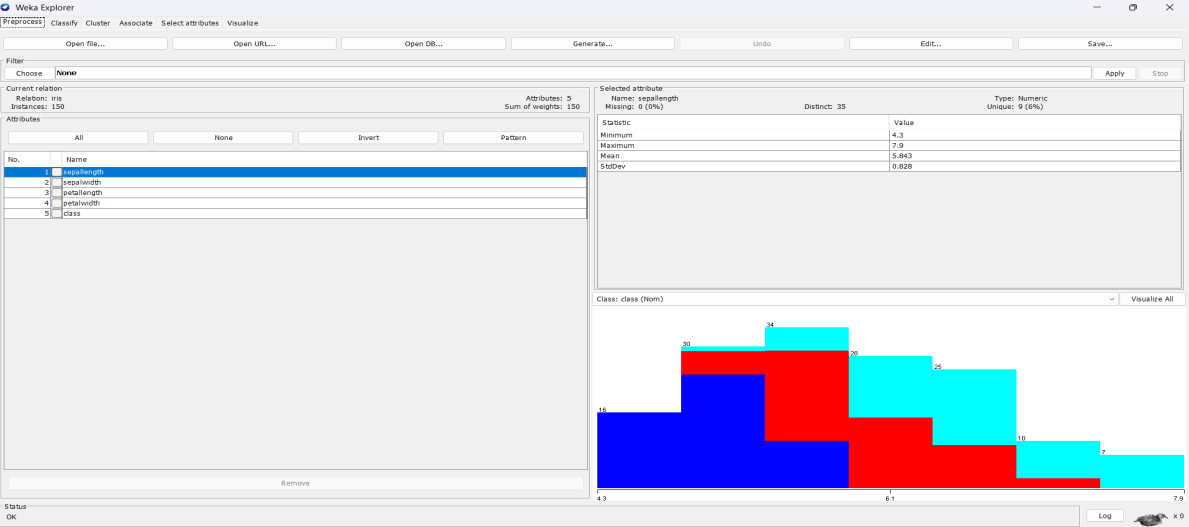 Weka Explorer
Preprocess Classify Cluster Associate Select attributes Visualize
Open file... Open URL... Open DB... Generate... Undo Edit... Save...
Filter
Choose None Apply Stop
Current relation
Relation: iris Attributes: 5
Instances: 150 Sum of weights: 150
Attributes
All None Invert Pattern
No. Name
1 sepallength
2 sepalwidth
3 petallength
4 petalwidth
5 class
Remove
Selected attribute
Name: sepallength Type: Numeric
Missing: 0 (0%) Distinct: 35 Unique: 9 (6%)
Statistic Value
Minimum 4.3
Maximum 7.9
Mean 5.843
StdDev 0.828
Class: class (Nom) Visualize All
16 30 34 28 25 10 7
4.3 6.1 7.9
Status
OK Log x 0